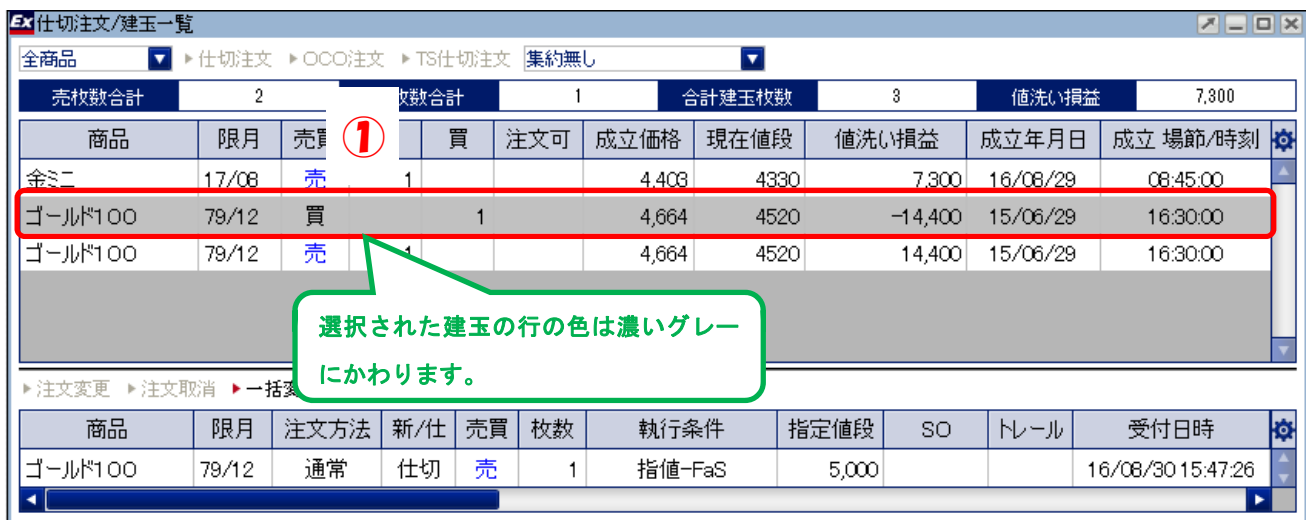 Ex 仕切注文/建玉一覧
全商品 仕切注文 OCO注文 TS仕切注文 集約無し
売枚数合計 2 枚数合計 1 合計建玉枚数 3 値洗い損益 7,300
商品 限月 売買 ① 買 注文可 成立価格 現在値段 値洗い損益 成立年月日 成立 場節/時刻
金ミニ 17/08 売 1 4,403 4330 7,300 16/08/29 08:45:00
ゴールド100 79/12 買 1 4,664 4520 -14,400 15/06/29 16:30:00
ゴールド100 79/12 売 1 4,664 4520 14,400 15/06/29 16:30:00
選択された建玉の行の色は濃いグレー
にかわります。
注文変更 注文取消 一括変
商品 限月 注文方法 新/仕 売買 枚数 執行条件 指定値段 SO トレール 受付日時
ゴールド100 79/12 通常 仕切 売 1 指値-FaS 5,000 16/08/30 15:47:26